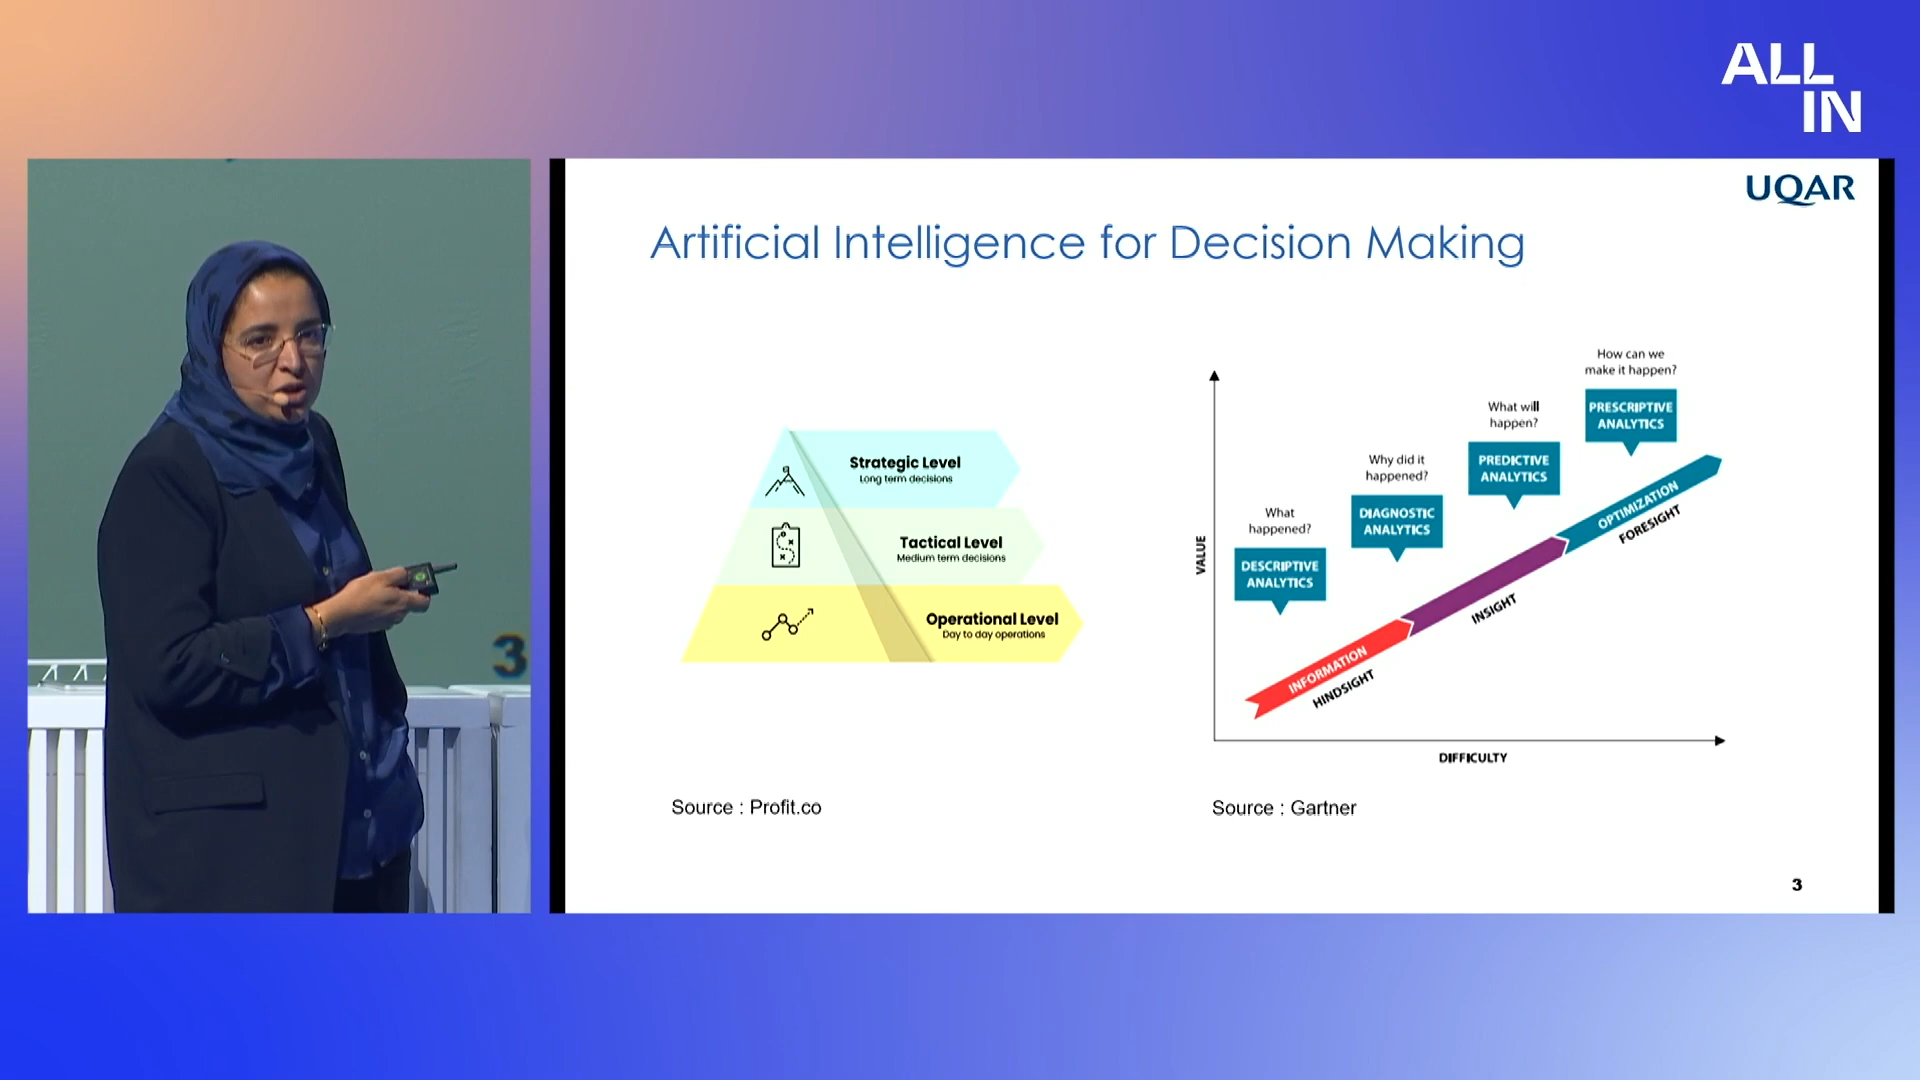 ALL
IN
UQAR
Artificial Intelligence for Decision Making
Strategic Level
Long term decisions
Tactical Level
Medium term decisions
Operational Level
Day to day operations
Source : Profit.co
How can we
make it happen?
PRESCRIPTIVE
ANALYTICS
What will
happen?
PREDICTIVE
ANALYTICS
Why did it
happened?
DIAGNOSTIC
ANALYTICS
What
happened?
DESCRIPTIVE
ANALYTICS
VALUE
OPTIMIZATION
FORESIGHT
INSIGHT
INFORMATION
HINDSIGHT
DIFFICULTY
Source : Gartner
3
3